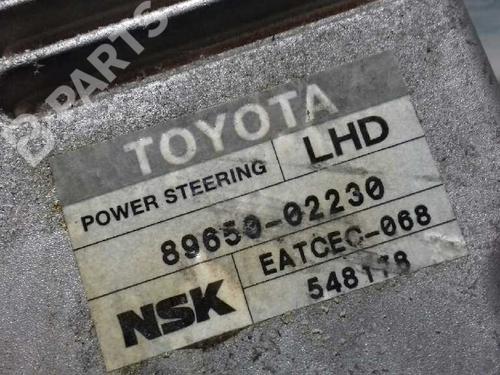 B PARTS
TOYOTA
POWER STEERING LHD
89650-02230
NSK EATCEC-068
548178